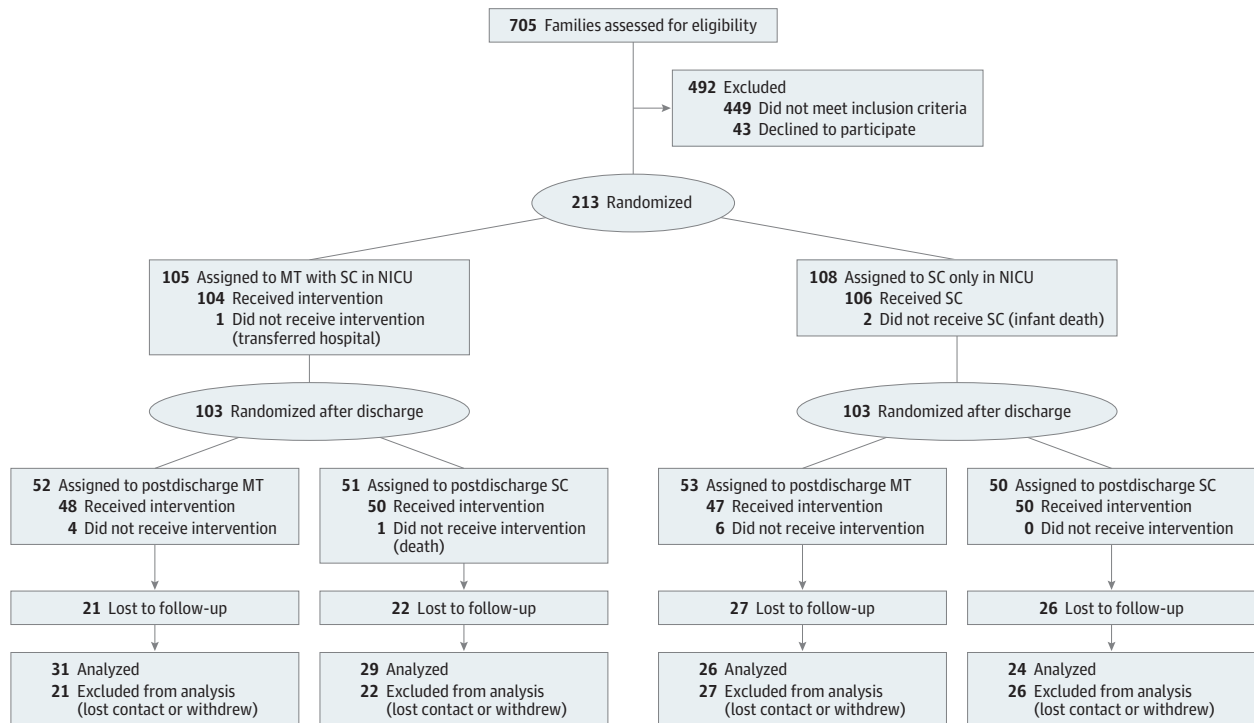 705 Families assessed for eligibility
492 Excluded
449 Did not meet inclusion criteria
43 Declined to participate
213 Randomized
105 Assigned to MT with SC in NICU
104 Received intervention
1 Did not receive intervention
(transferred hospital)
108 Assigned to SC only in NICU
106 Received SC
2 Did not receive SC (infant death)
103 Randomized after discharge
103 Randomized after discharge
52 Assigned to postdischarge MT
48 Received intervention
4 Did not receive intervention
51 Assigned to postdischarge SC
50 Received intervention
1 Did not receive intervention
(death)
53 Assigned to postdischarge MT
47 Received intervention
6 Did not receive intervention
50 Assigned to postdischarge SC
50 Received intervention
0 Did not receive intervention
21 Lost to follow-up
22 Lost to follow-up
27 Lost to follow-up
26 Lost to follow-up
31 Analyzed
21 Excluded from analysis
(lost contact or withdrew)
29 Analyzed
22 Excluded from analysis
(lost contact or withdrew)
26 Analyzed
27 Excluded from analysis
(lost contact or withdrew)
24 Analyzed
26 Excluded from analysis
(lost contact or withdrew)